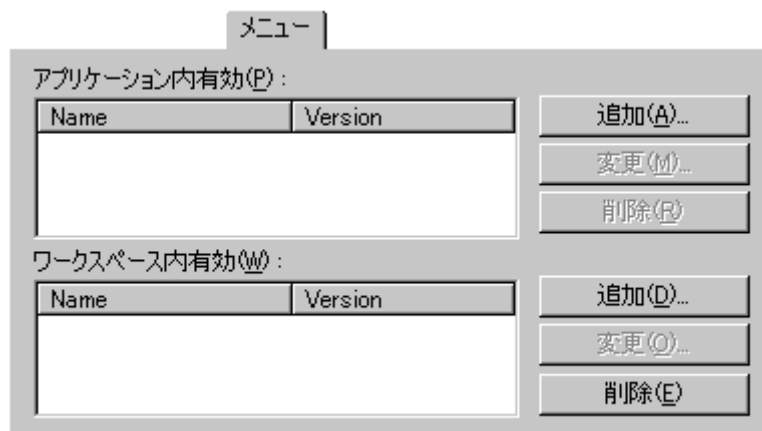 メニュー
アプリケーション内有効(P):
Name Version
追加(A)...
変更(M)...
削除(R)
ワークスペース内有効(W):
Name Version
追加(D)...
変更(O)...
削除(E)